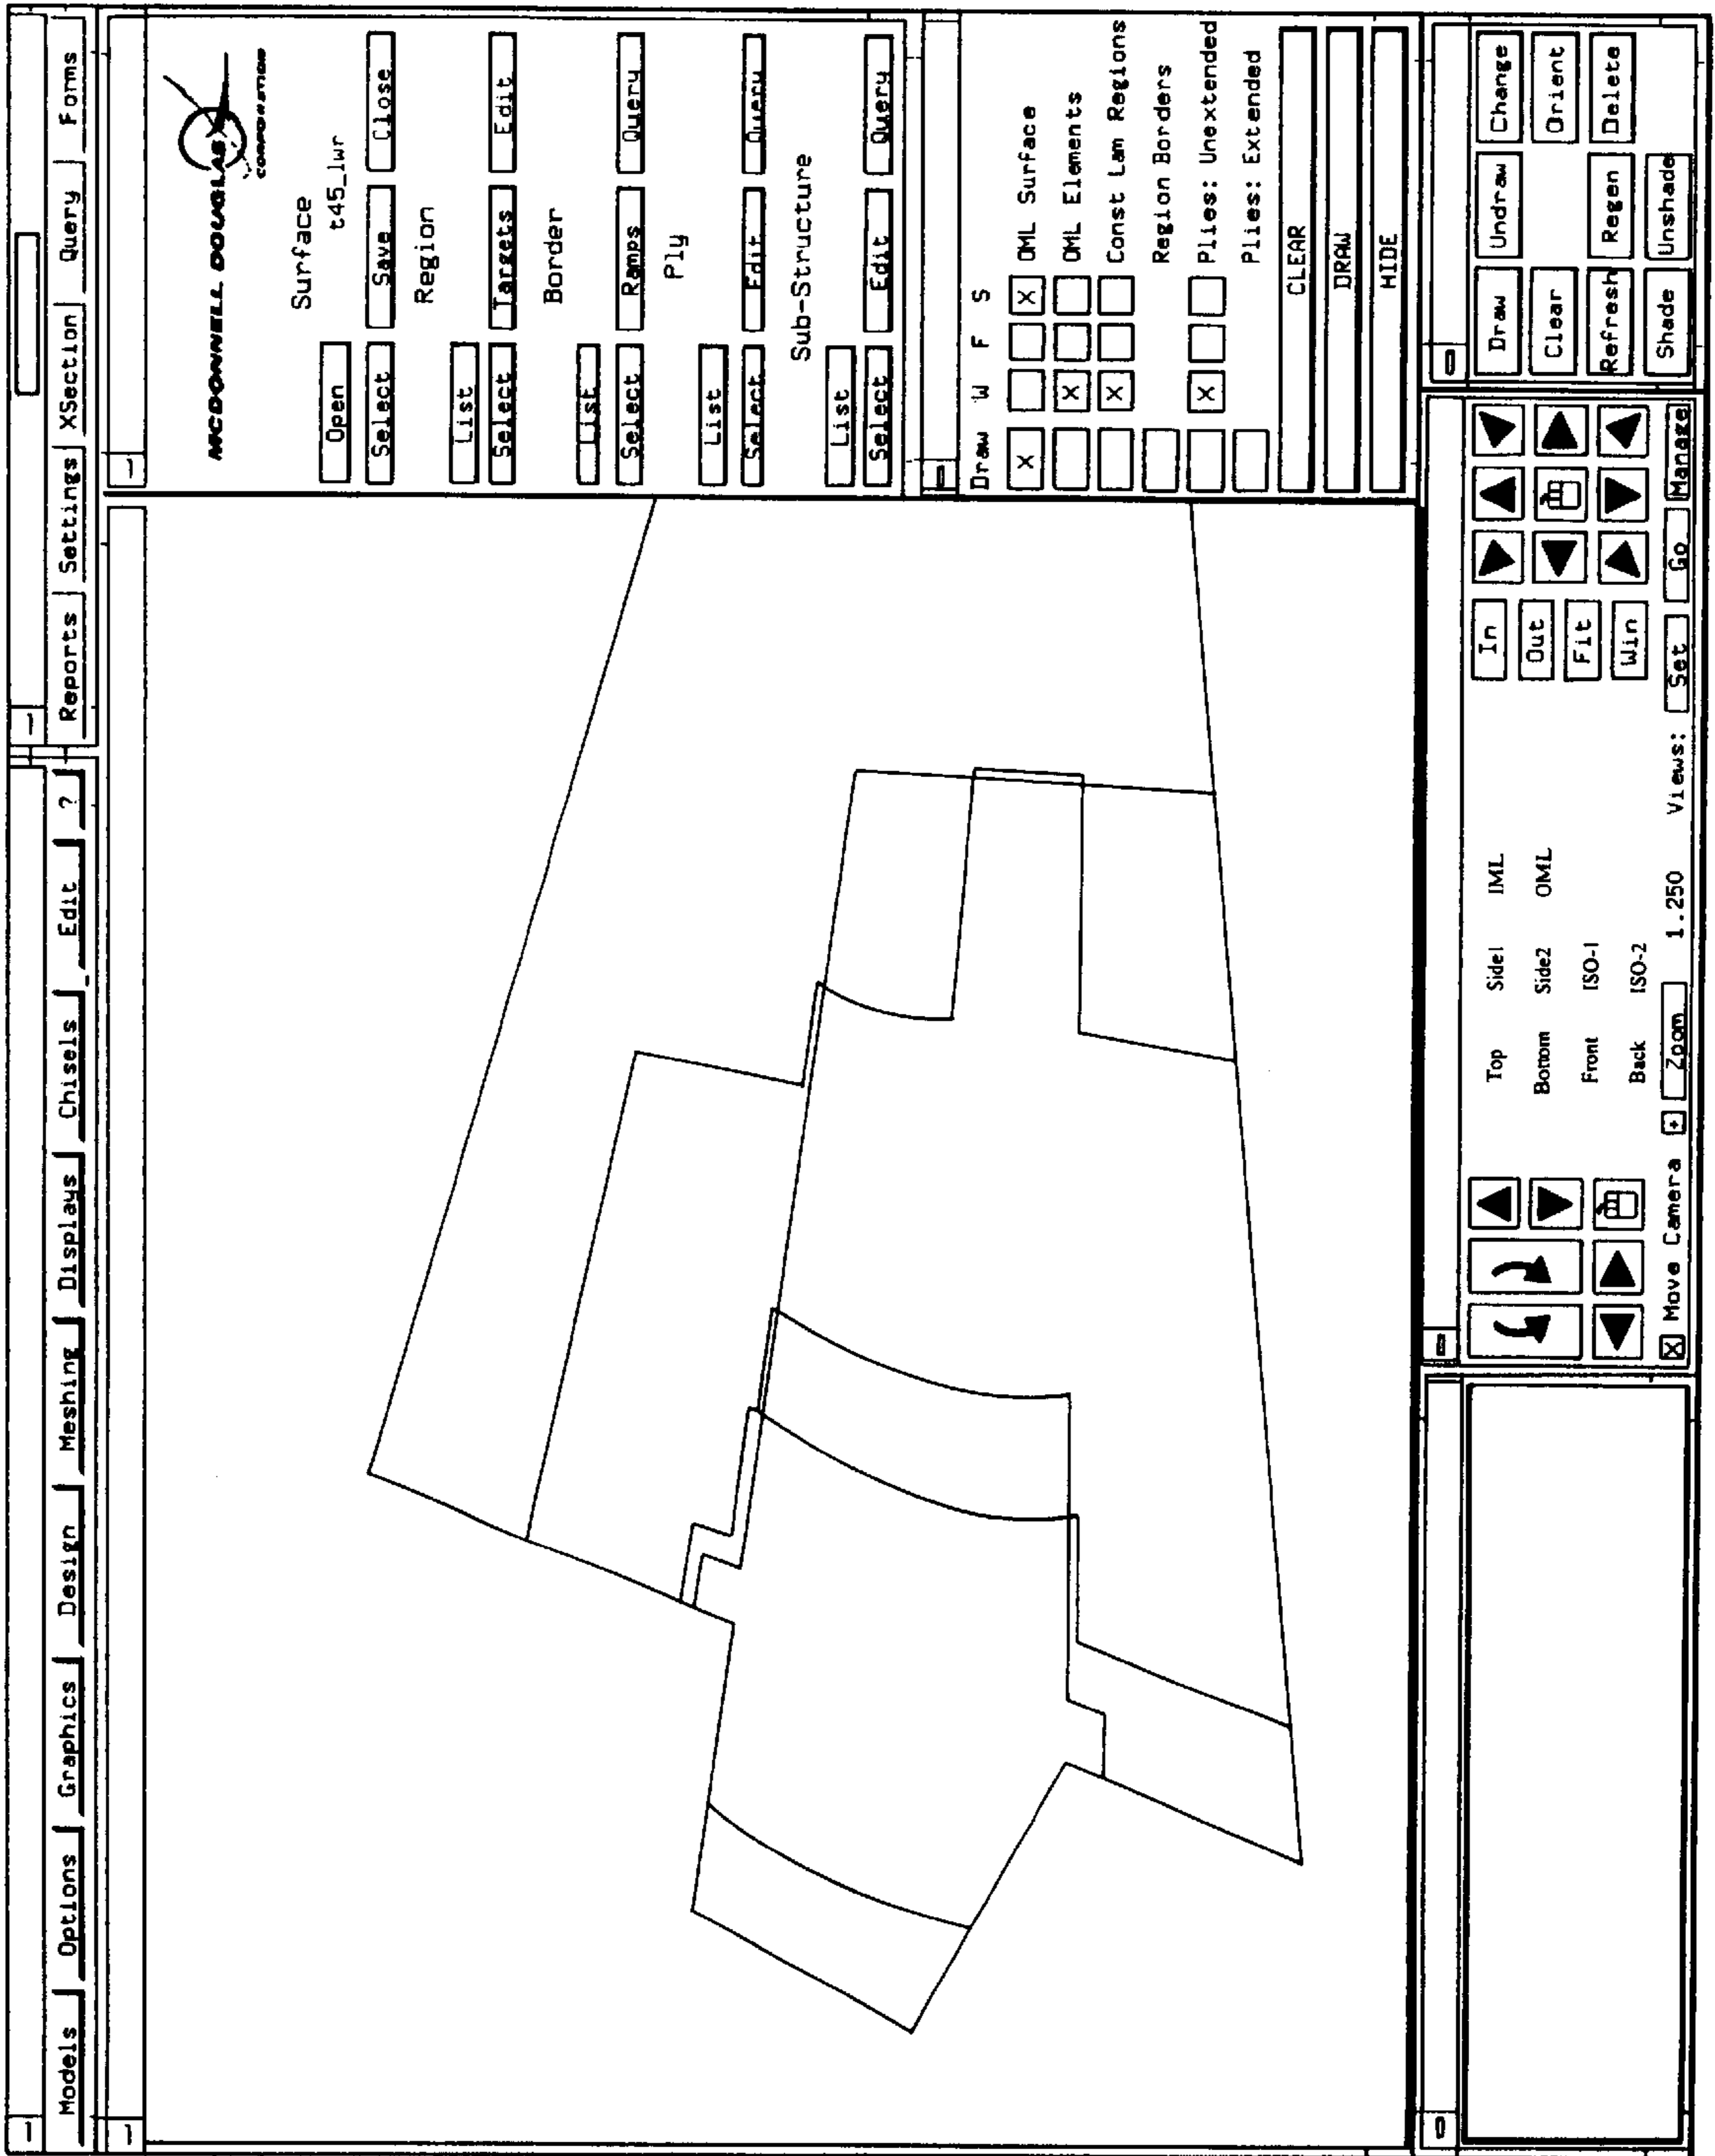 Models Options Graphics Design Meshing Displays Chisels Edit ?
Reports Settings XSection Query Forms
MCDONNELL DOUGLAS
CORPORATION
Surface
Open t45_lwr
Select Save Close
Region
List
Select Targets Edit
Border
List
Select Ramps Query
Ply
List
Select Edit Query
Sub-Structure
List
Select Edit Query
Draw W F S
X X OML Surface
X OML Elements
X Const Lam Regions
Region Borders
X Plies: Unextended
Plies: Extended
CLEAR
DRAW
HIDE
Top Side1 IML
Bottom Side2 OML
Front ISO-1
Back ISO-2
In
Out
Fit
Win
X Move Camera + Zoom 1.250 Views: Set Go Manage
Draw Undraw Change
Clear Orient
Refresh Regen Delete
Shade Unshade